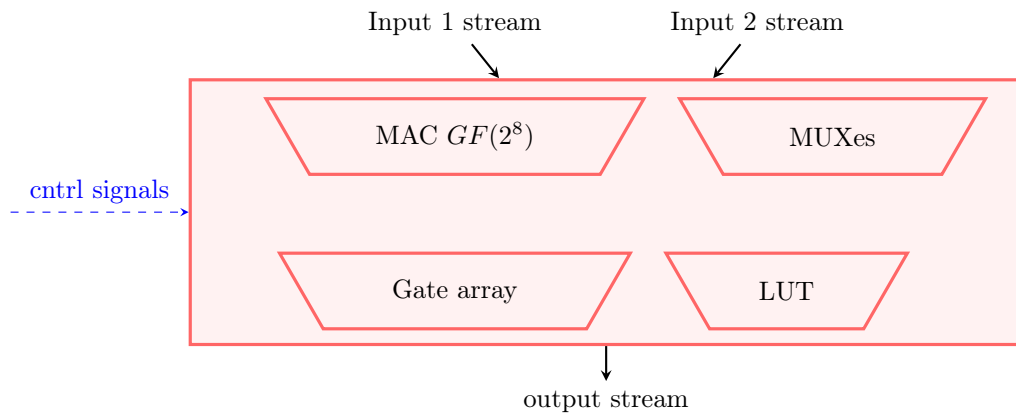 Input 1 stream
Input 2 stream
MAC $GF(2^8)$
MUXes
cntrl signals
Gate array
LUT
output stream